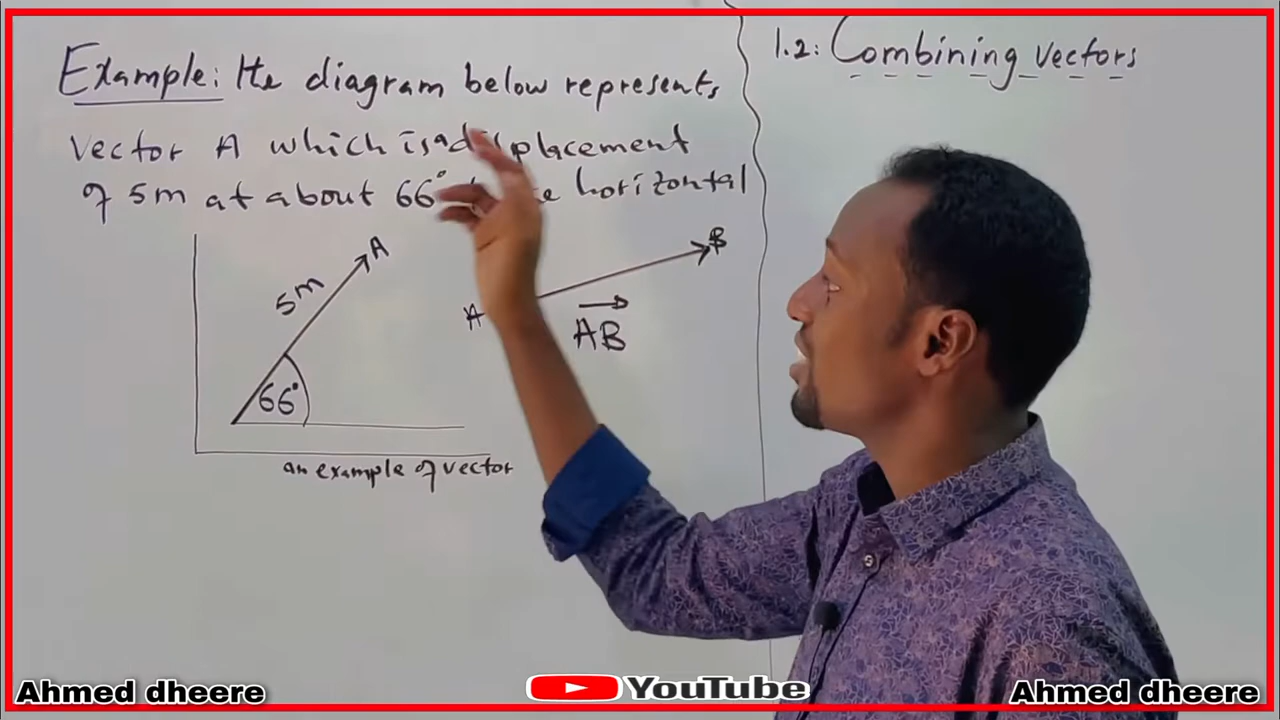 Example: the diagram below represents
vector A which is a displacement
of 5m at about 66° horizontal
5m
A
66°
an example of vector
A
B
AB
1.2: Combining vectors
Ahmed dheere
YouTube
Ahmed dheere